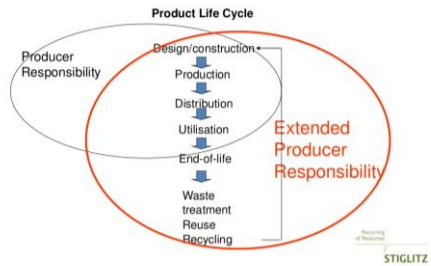 Product Life Cycle
Design/construction
Producer
Responsibility
Production
Distribution
Utilisation
End-of-life
Extended
Producer
Responsibility
Waste
treatment
Reuse
Recycling
Recycling
of Resources
STIGLITZ